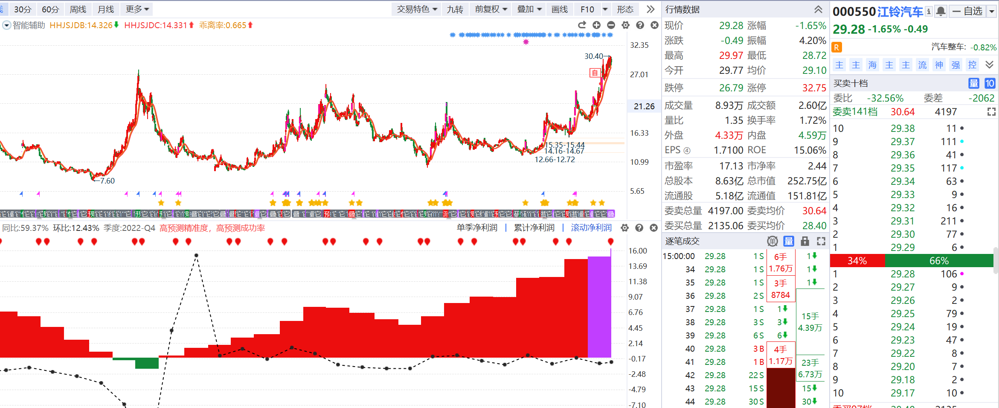 线 30分 60分 周线 月线 更多 交易特色 九转 前复权 叠加 画线 F10 形态
智能辅助 HHJSJDB:14.326 HHJSJDC:14.331 乖离率:0.665
32.35
30.40
27.01
自
21.26
16.33
15.35-15.44
14.16-14.67
12.66-12.72
10.99
7.60
5.65
同比:59.37% 环比:12.43% 季度:2022-Q4 高预测精准度，高预测成功率 单季净利润 | 累计净利润 | 滚动净利润
16.00
13.69
11.38
9.07
6.76
4.45
2.14
-0.17
-2.48
-4.79
-7.10
行情数据
现价 29.28 涨幅 -1.65%
涨跌 -0.49 振幅 4.20%
最高 29.97 最低 28.72
今开 29.77 均价 29.10
跌停 26.79 涨停 32.75
成交量 8.93万 成交额 2.60亿
量比 1.35 换手率 1.72%
外盘 4.33万 内盘 4.59万
EPS ④ 1.7100 ROE 15.06%
市盈率 17.13 市净率 2.44
总股本 8.63亿 总市值 252.75亿
流通股 5.18亿 流通值 151.81亿
委卖总量 4197.00 委卖均价 30.64
委买总量 2135.06 委买均价 28.40
逐笔成交 单 量
15:00:00 29.28 1 S 6手 1
34 29.28 1 S 1.76万 1
35 29.28 1 S 3手 1
36 29.28 2 S 8784
37 29.28 1 S 1
38 29.28 3 S 3 15手
39 29.28 6 S 6 4.39万
40 29.28 3 B 4手
41 29.28 1 B 1.17万 23手
42 29.28 22 S 6.73万
43 29.28 15 S 15
44 29.28 30 S 30
000550 江铃汽车 i 自选
29.28 -1.65% -0.49
R 汽车整车: -0.82%
主 主 海 主 主 流 神 强 控
买卖十档 量 10
委比 -32.56% 委差 -2062
委卖141档 30.64 4197
10 29.38 11
9 29.37 111
8 29.36 41
7 29.35 117
6 29.34 63
5 29.33 9
4 29.32 16
3 29.31 211
2 29.30 77
1 29.29 6
34% 66%
1 29.28 106
2 29.27 9
3 29.26 2
4 29.25 79
5 29.24 19
6 29.23 47
7 29.22 8
8 29.20 7
9 29.18 2
10 29.17 10
委买97档 28.40 2135